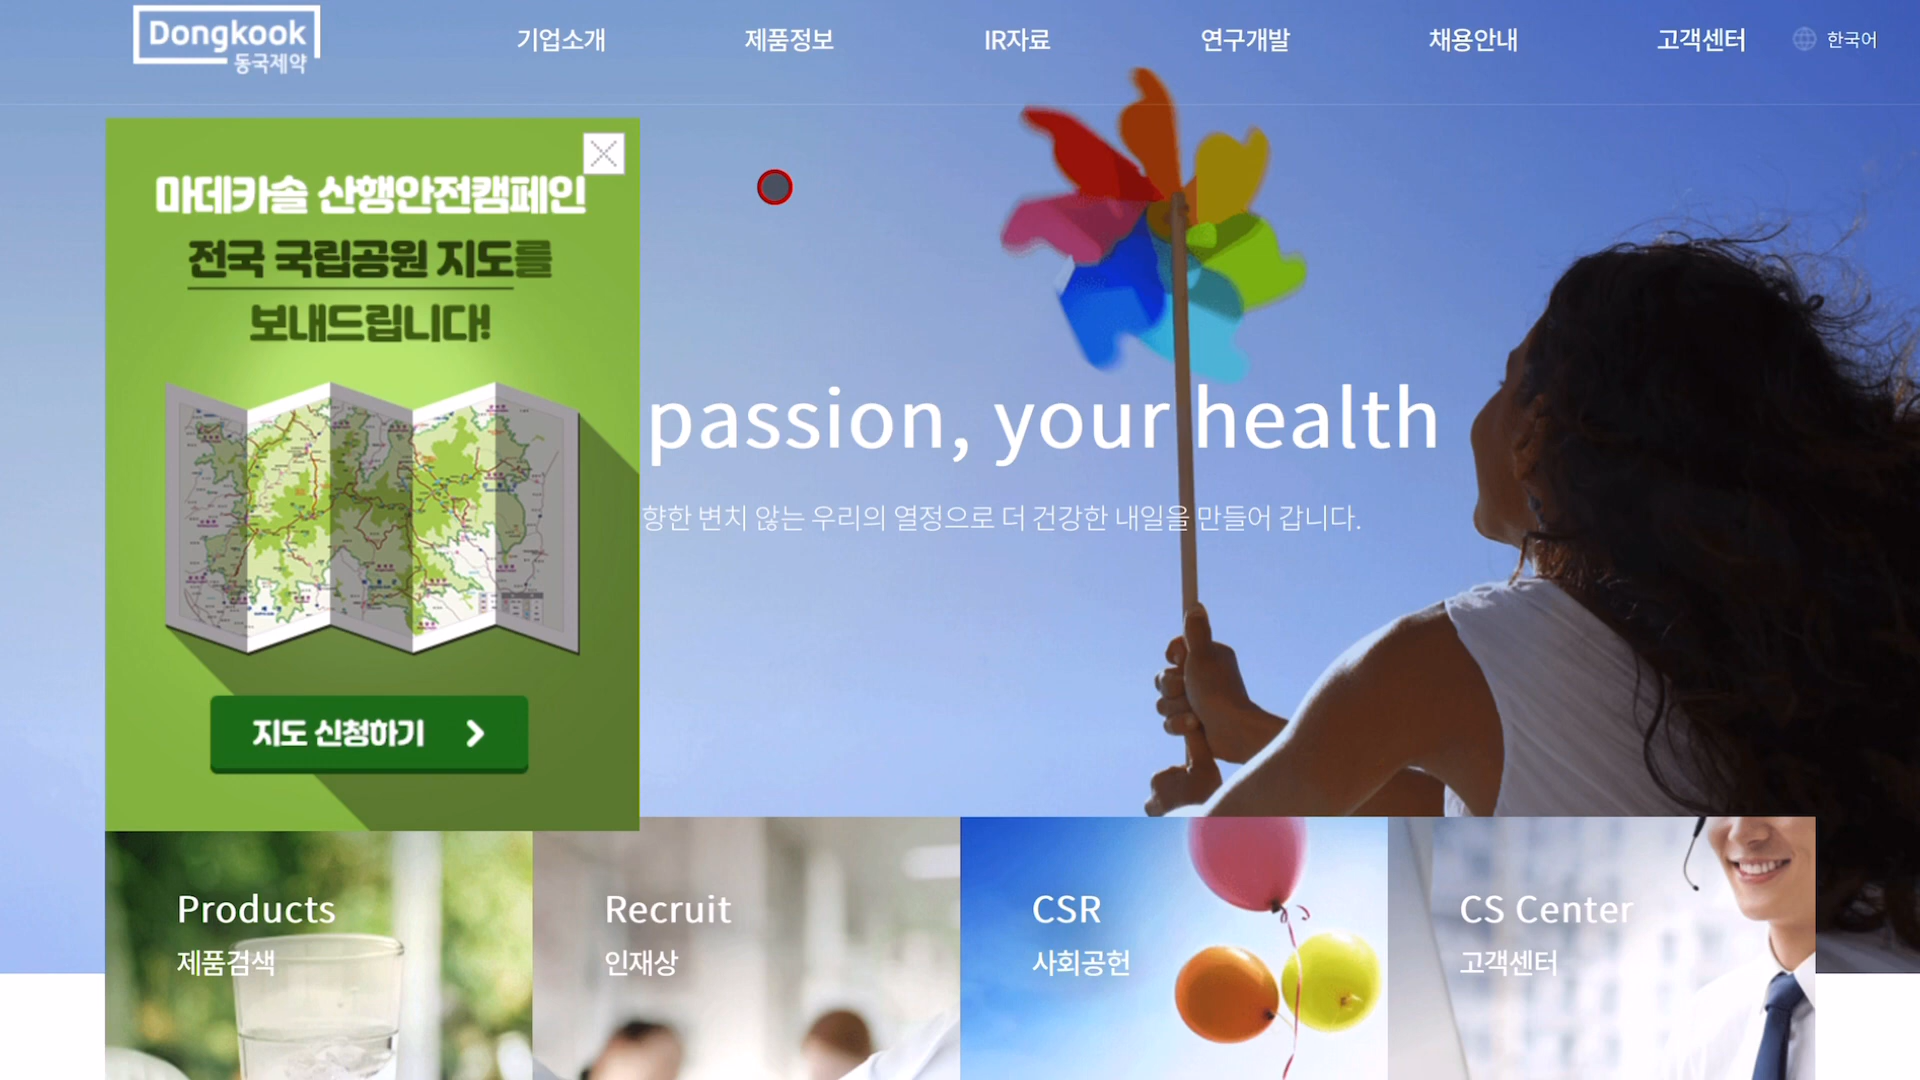 Dongkook
동국제약
기업소개
제품정보
IR자료
연구개발
채용안내
고객센터
한국어
마데카솔 산행안전캠페인
전국 국립공원 지도를
보내드립니다!
지도 신청하기
passion, your health
향한 변치 않는 우리의 열정으로 더 건강한 내일을 만들어 갑니다.
Products
제품검색
Recruit
인재상
CSR
사회공헌
CS Center
고객센터